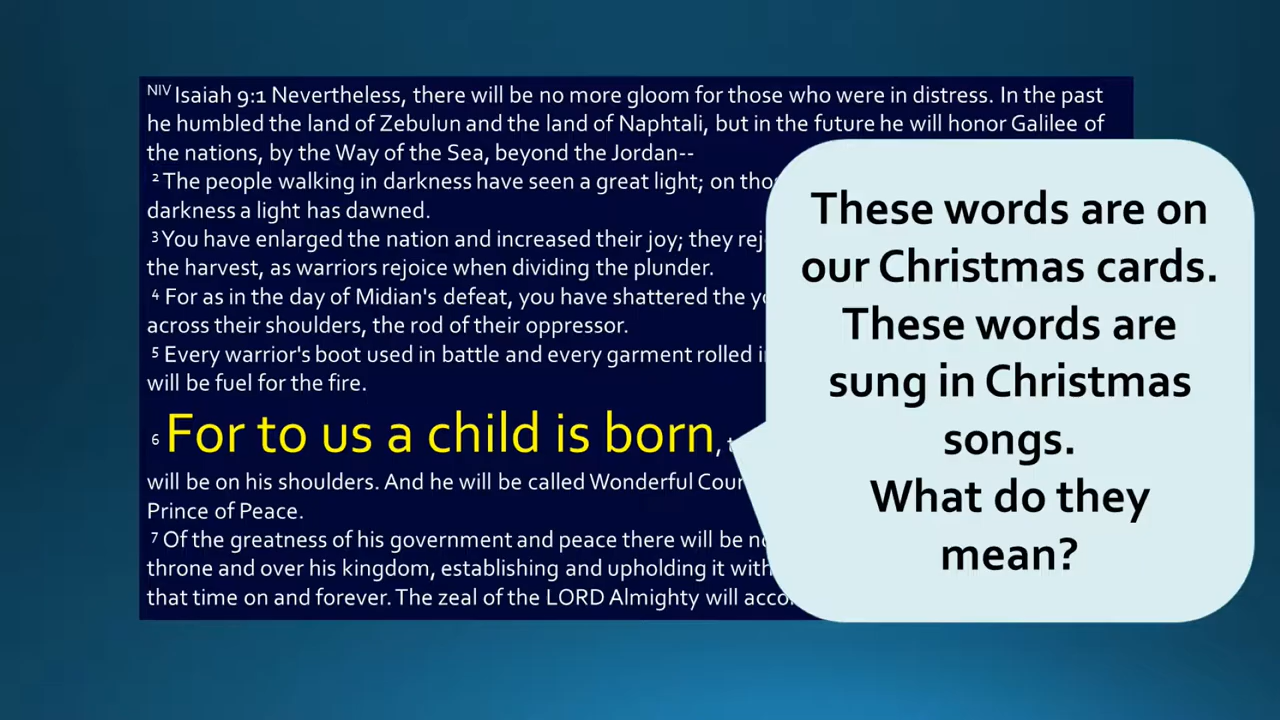 NIV Isaiah 9:1 Nevertheless, there will be no more gloom for those who were in distress. In the past
he humbled the land of Zebulun and the land of Naphtali, but in the future he will honor Galilee of
the nations, by the Way of the Sea, beyond the Jordan--
2 The people walking in darkness have seen a great light; on
darkness a light has dawned.
3 You have enlarged the nation and increased their joy; they
the harvest, as warriors rejoice when dividing the plunder.
4 For as in the day of Midian's defeat, you have shattered the
across their shoulders, the rod of their oppressor.
5 Every warrior's boot used in battle and every garment rolled
will be fuel for the fire.
6 For to us a child is born,
will be on his shoulders. And he will be called Wonderful
Prince of Peace.
7 Of the greatness of his government and peace there will be
throne and over his kingdom, establishing and upholding it
that time on and forever. The zeal of the LORD Almighty will
These words are on
our Christmas cards.
These words are
sung in Christmas
songs.
What do they
mean?